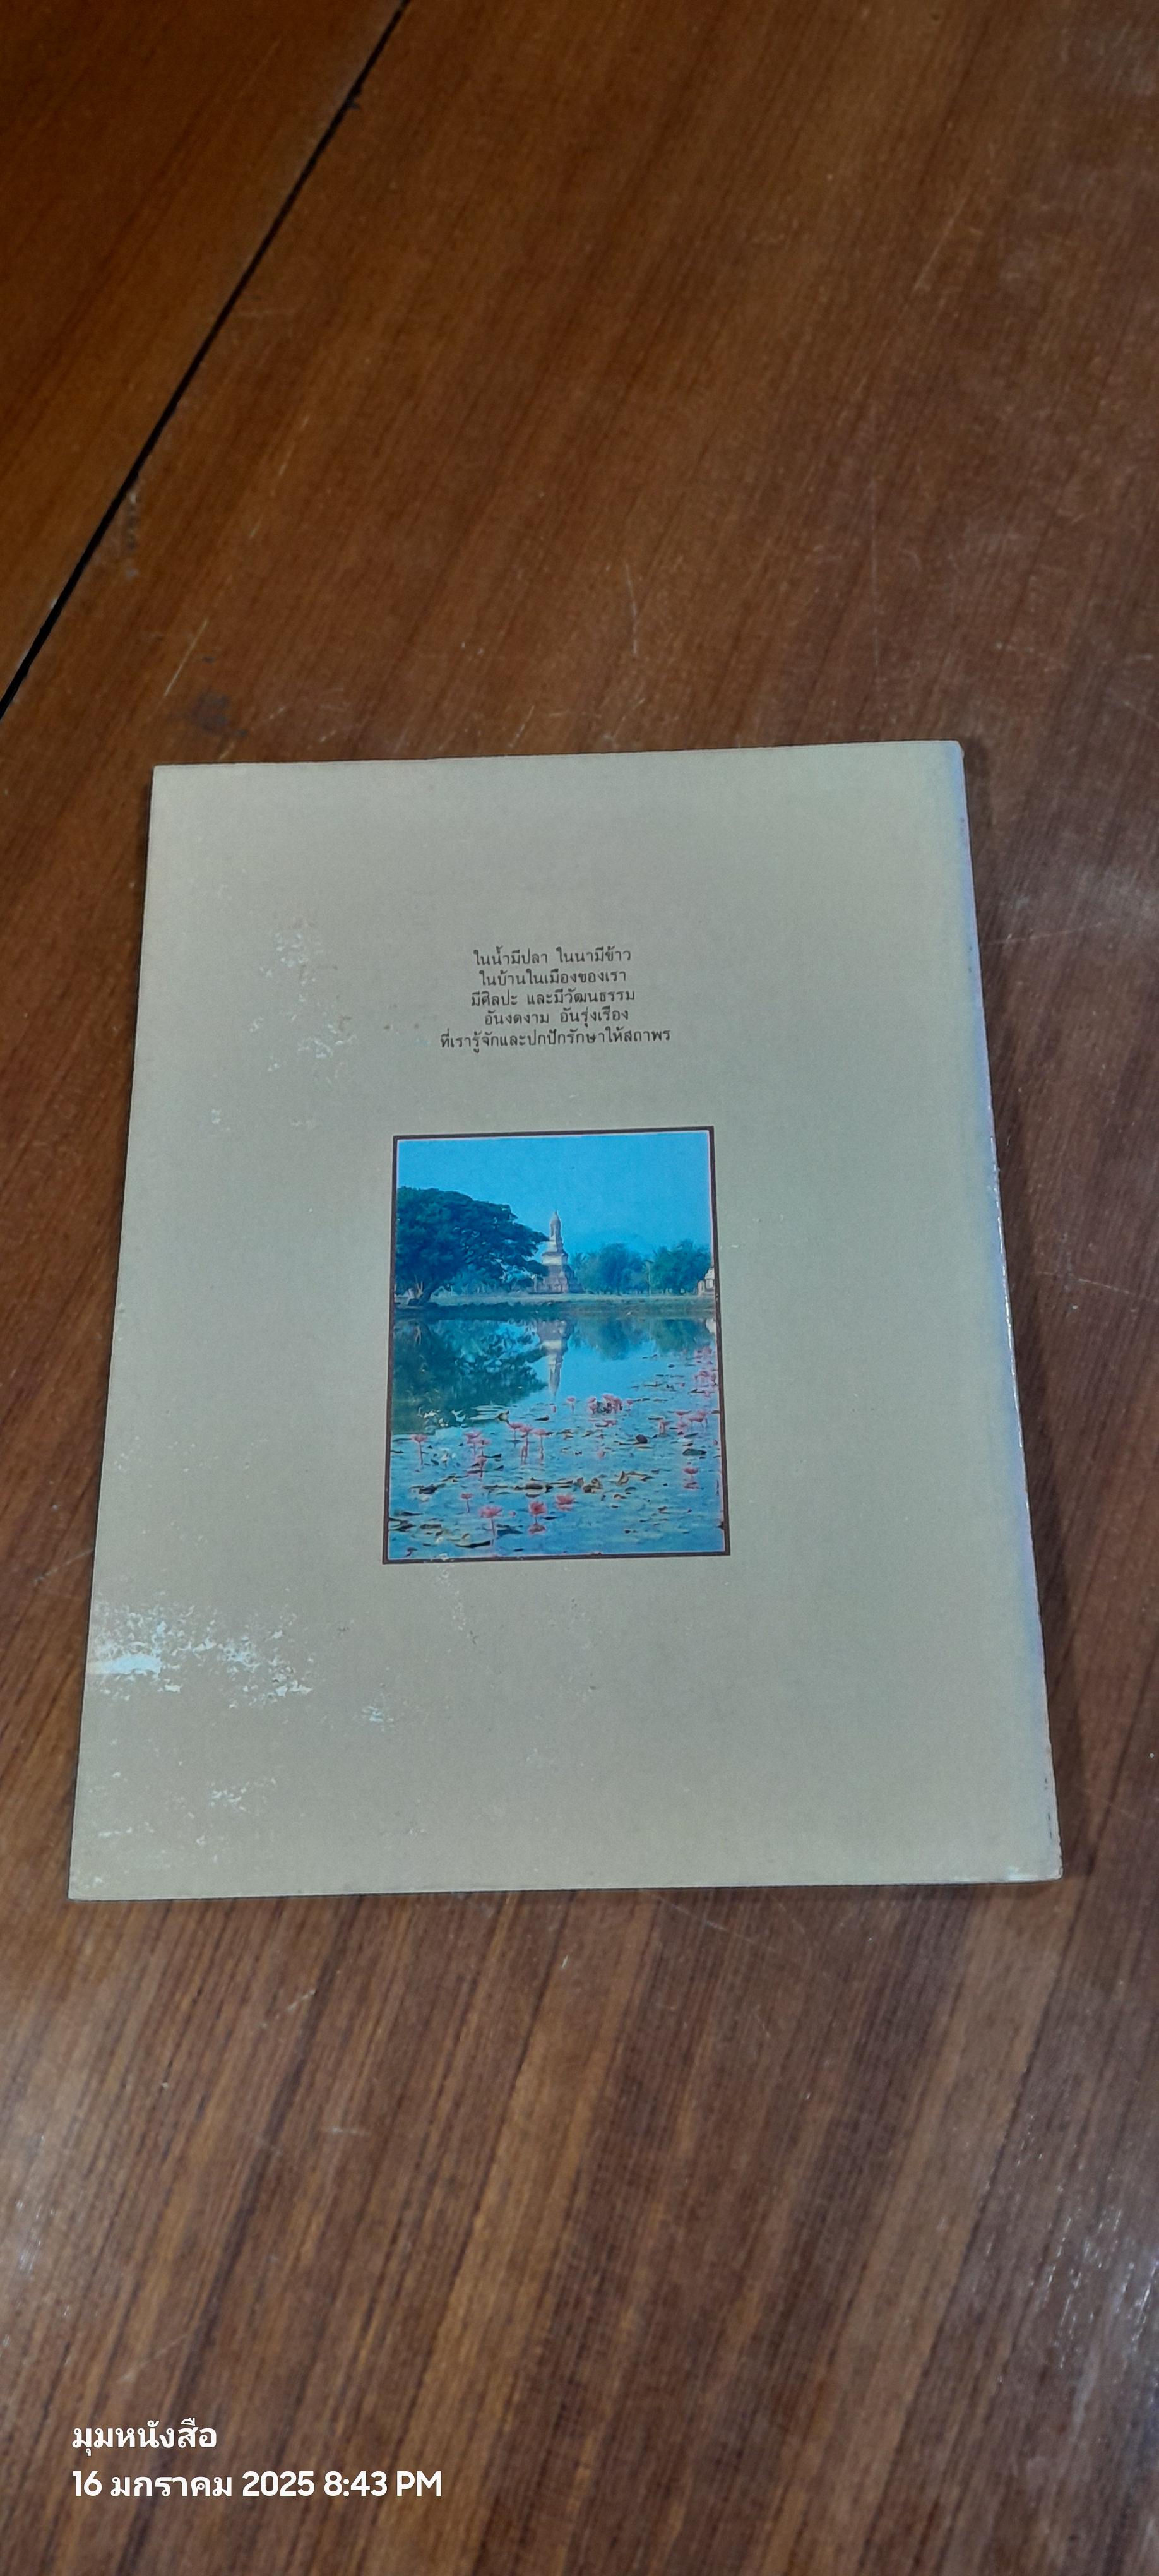 ในน้ำมีปลา ในนามีข้าว
ในบ้านในเมืองของเรา
มีศิลปะ และมีวัฒนธรรม
อันงดงาม อันรุ่งเรือง
ที่เรารู้จักและปกปักรักษาให้สถาพร
มุมหนังสือ
16 มกราคม 2025 8:43 PM